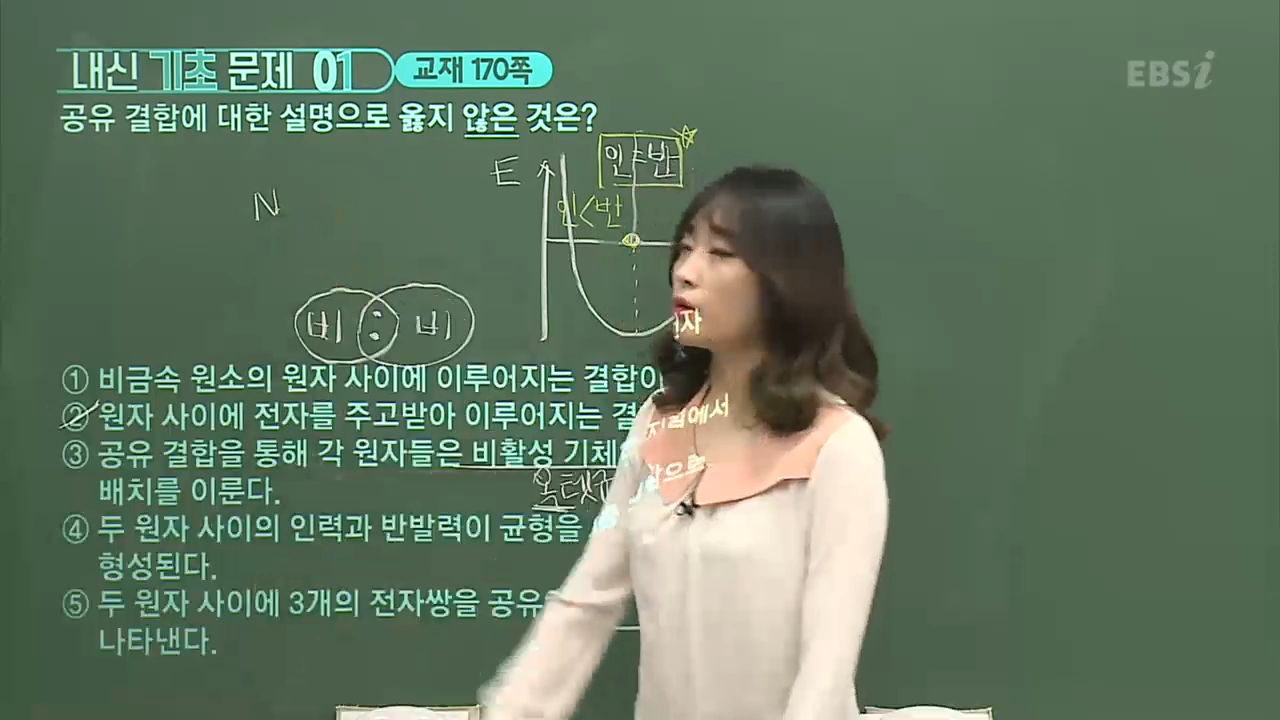 내신 기초 문제 01 교재 170쪽
EBSi
공유 결합에 대한 설명으로 옳지 않은 것은?
E
인=반
인<반
N
비 : 비
① 비금속 원소의 원자 사이에 이루어지는
② 원자 사이에 전자를 주고받아 이루어지는
③ 공유 결합을 통해 각 원자들은 비활성 기체
배치를 이룬다.
옥텟
④ 두 원자 사이의 인력과 반발력이 균형을
형성된다.
⑤ 두 원자 사이에 3개의 전자쌍을 공유
나타낸다.